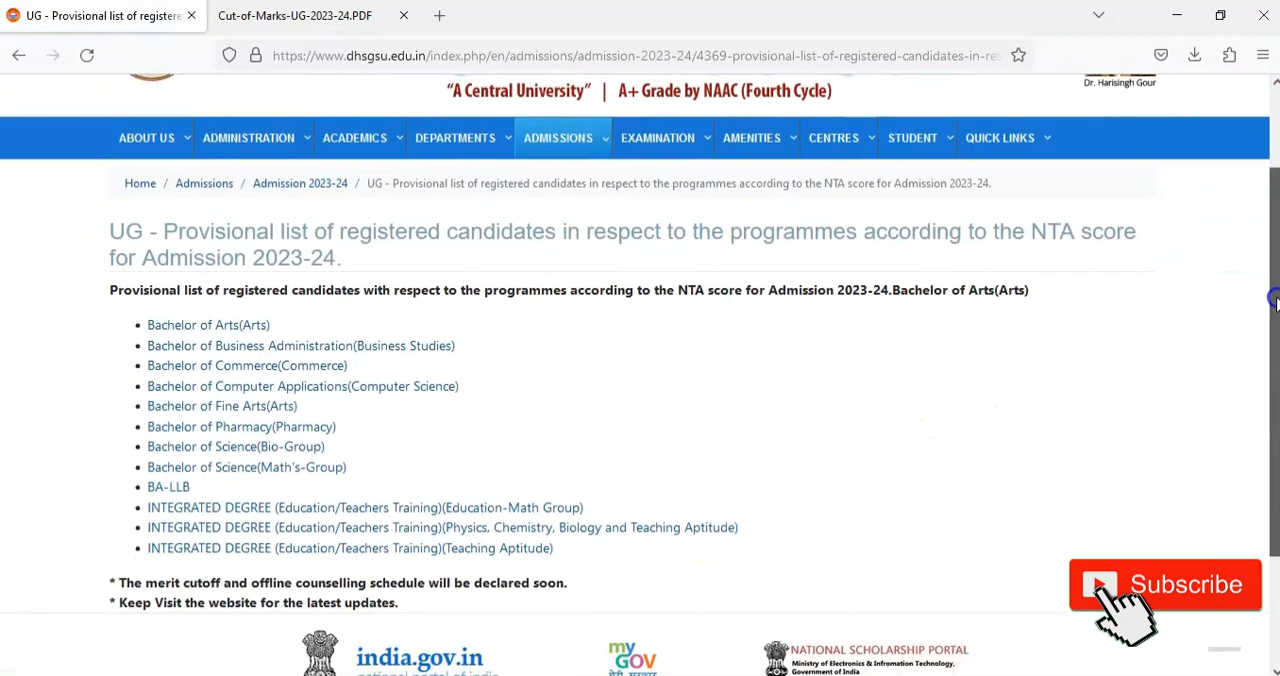 UG - Provisional list of registere
Cut-of-Marks-UG-2023-24.PDF
https://www.dhsgsu.edu.in/index.php/en/admissions/admission-2023-24/4369-provisional-list-of-registered-candidates-in-res
"A Central University" | A+ Grade by NAAC (Fourth Cycle)
Dr. Harisingh Gour
ABOUT US ADMINISTRATION ACADEMICS DEPARTMENTS ADMISSIONS EXAMINATION AMENITIES CENTRES STUDENT QUICK LINKS
Home / Admissions / Admission 2023-24 / UG - Provisional list of registered candidates in respect to the programmes according to the NTA score for Admission 2023-24.
UG - Provisional list of registered candidates in respect to the programmes according to the NTA score
for Admission 2023-24.
Provisional list of registered candidates with respect to the programmes according to the NTA score for Admission 2023-24.Bachelor of Arts(Arts)
Bachelor of Arts(Arts)
Bachelor of Business Administration(Business Studies)
Bachelor of Commerce(Commerce)
Bachelor of Computer Applications(Computer Science)
Bachelor of Fine Arts(Arts)
Bachelor of Pharmacy(Pharmacy)
Bachelor of Science(Bio-Group)
Bachelor of Science(Math's-Group)
BA-LLB
INTEGRATED DEGREE (Education/Teachers Training)(Education-Math Group)
INTEGRATED DEGREE (Education/Teachers Training)(Physics, Chemistry, Biology and Teaching Aptitude)
INTEGRATED DEGREE (Education/Teachers Training)(Teaching Aptitude)
* The merit cutoff and offline counselling schedule will be declared soon.
* Keep Visit the website for the latest updates.
Subscribe
india.gov.in
national portal of india
my GOV
मेरी सरकार
NATIONAL SCHOLARSHIP PORTAL
Ministry of Electronics & Information Technology,
Government of India